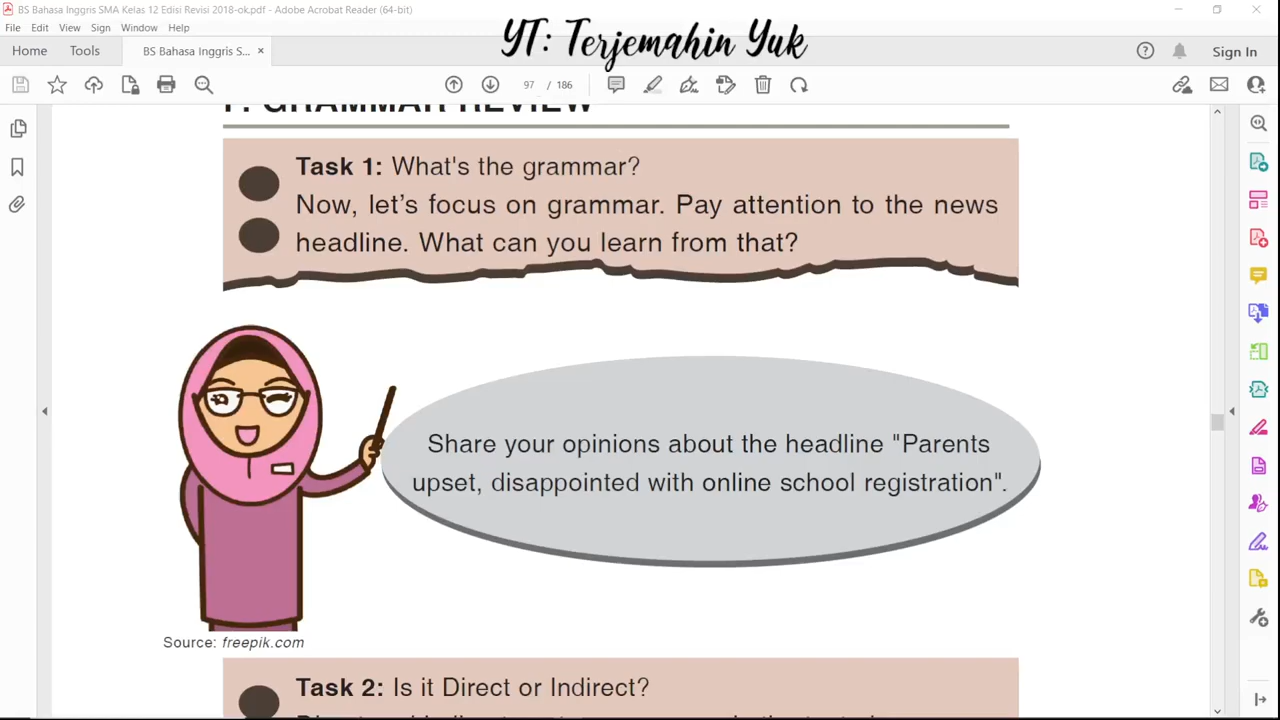 BS Bahasa Inggris SMA Kelas 12 Edisi Revisi 2018-ok.pdf - Adobe Acrobat Reader (64-bit)
File Edit View Sign Window Help
YT: Terjemahin Yuk
Home Tools BS Bahasa Inggris S... × Sign In
97 / 186
F. GRAMMAR REVIEW
Task 1: What's the grammar?
Now, let's focus on grammar. Pay attention to the news
headline. What can you learn from that?
Share your opinions about the headline "Parents
upset, disappointed with online school registration".
Source: freepik.com
Task 2: Is it Direct or Indirect?